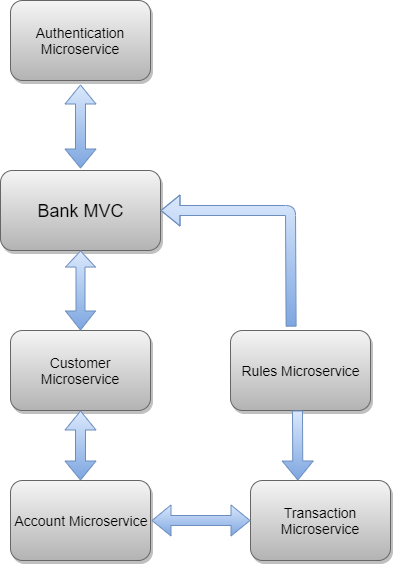 Authentication
Microservice
Bank MVC
Customer
Microservice
Rules Microservice
Account Microservice
Transaction
Microservice